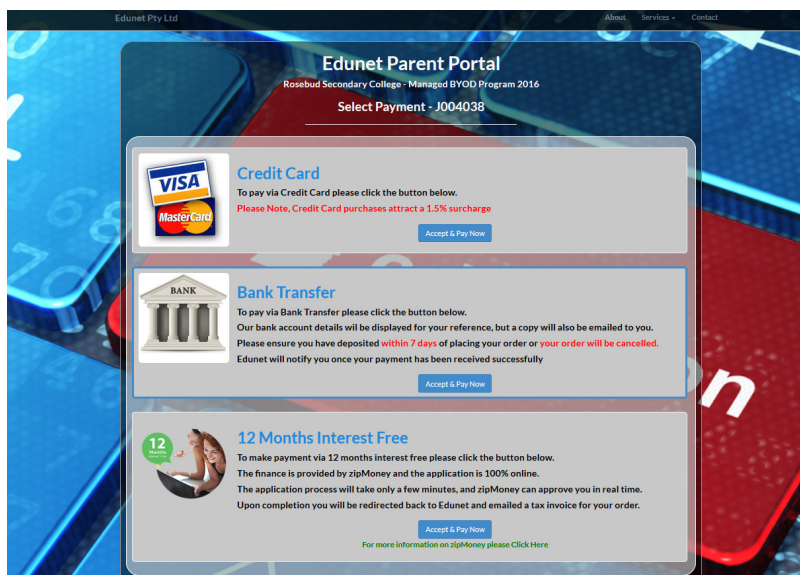 Edunet Pty Ltd
About Services Contact
Edunet Parent Portal
Rosebud Secondary College - Managed BYOD Program 2016
Select Payment - J004038
VISA
MasterCard
Credit Card
To pay via Credit Card please click the button below.
Please Note, Credit Card purchases attract a 1.5% surcharge
Accept & Pay Now
BANK
Bank Transfer
To pay via Bank Transfer please click the button below.
Our bank account details wil be displayed for your reference, but a copy will also be emailed to you.
Please ensure you have deposited within 7 days of placing your order or your order will be cancelled.
Edunet will notify you once your payment has been received successfully
Accept & Pay Now
on
12
Months
12 Months Interest Free
To make payment via 12 months interest free please click the button below.
The finance is provided by zipMoney and the application is 100% online.
The application process will take only a few minutes, and zipMoney can approve you in real time.
Upon completion you will be redirected back to Edunet and emailed a tax invoice for your order.
Accept & Pay Now
For more information on zipMoney please Click Here